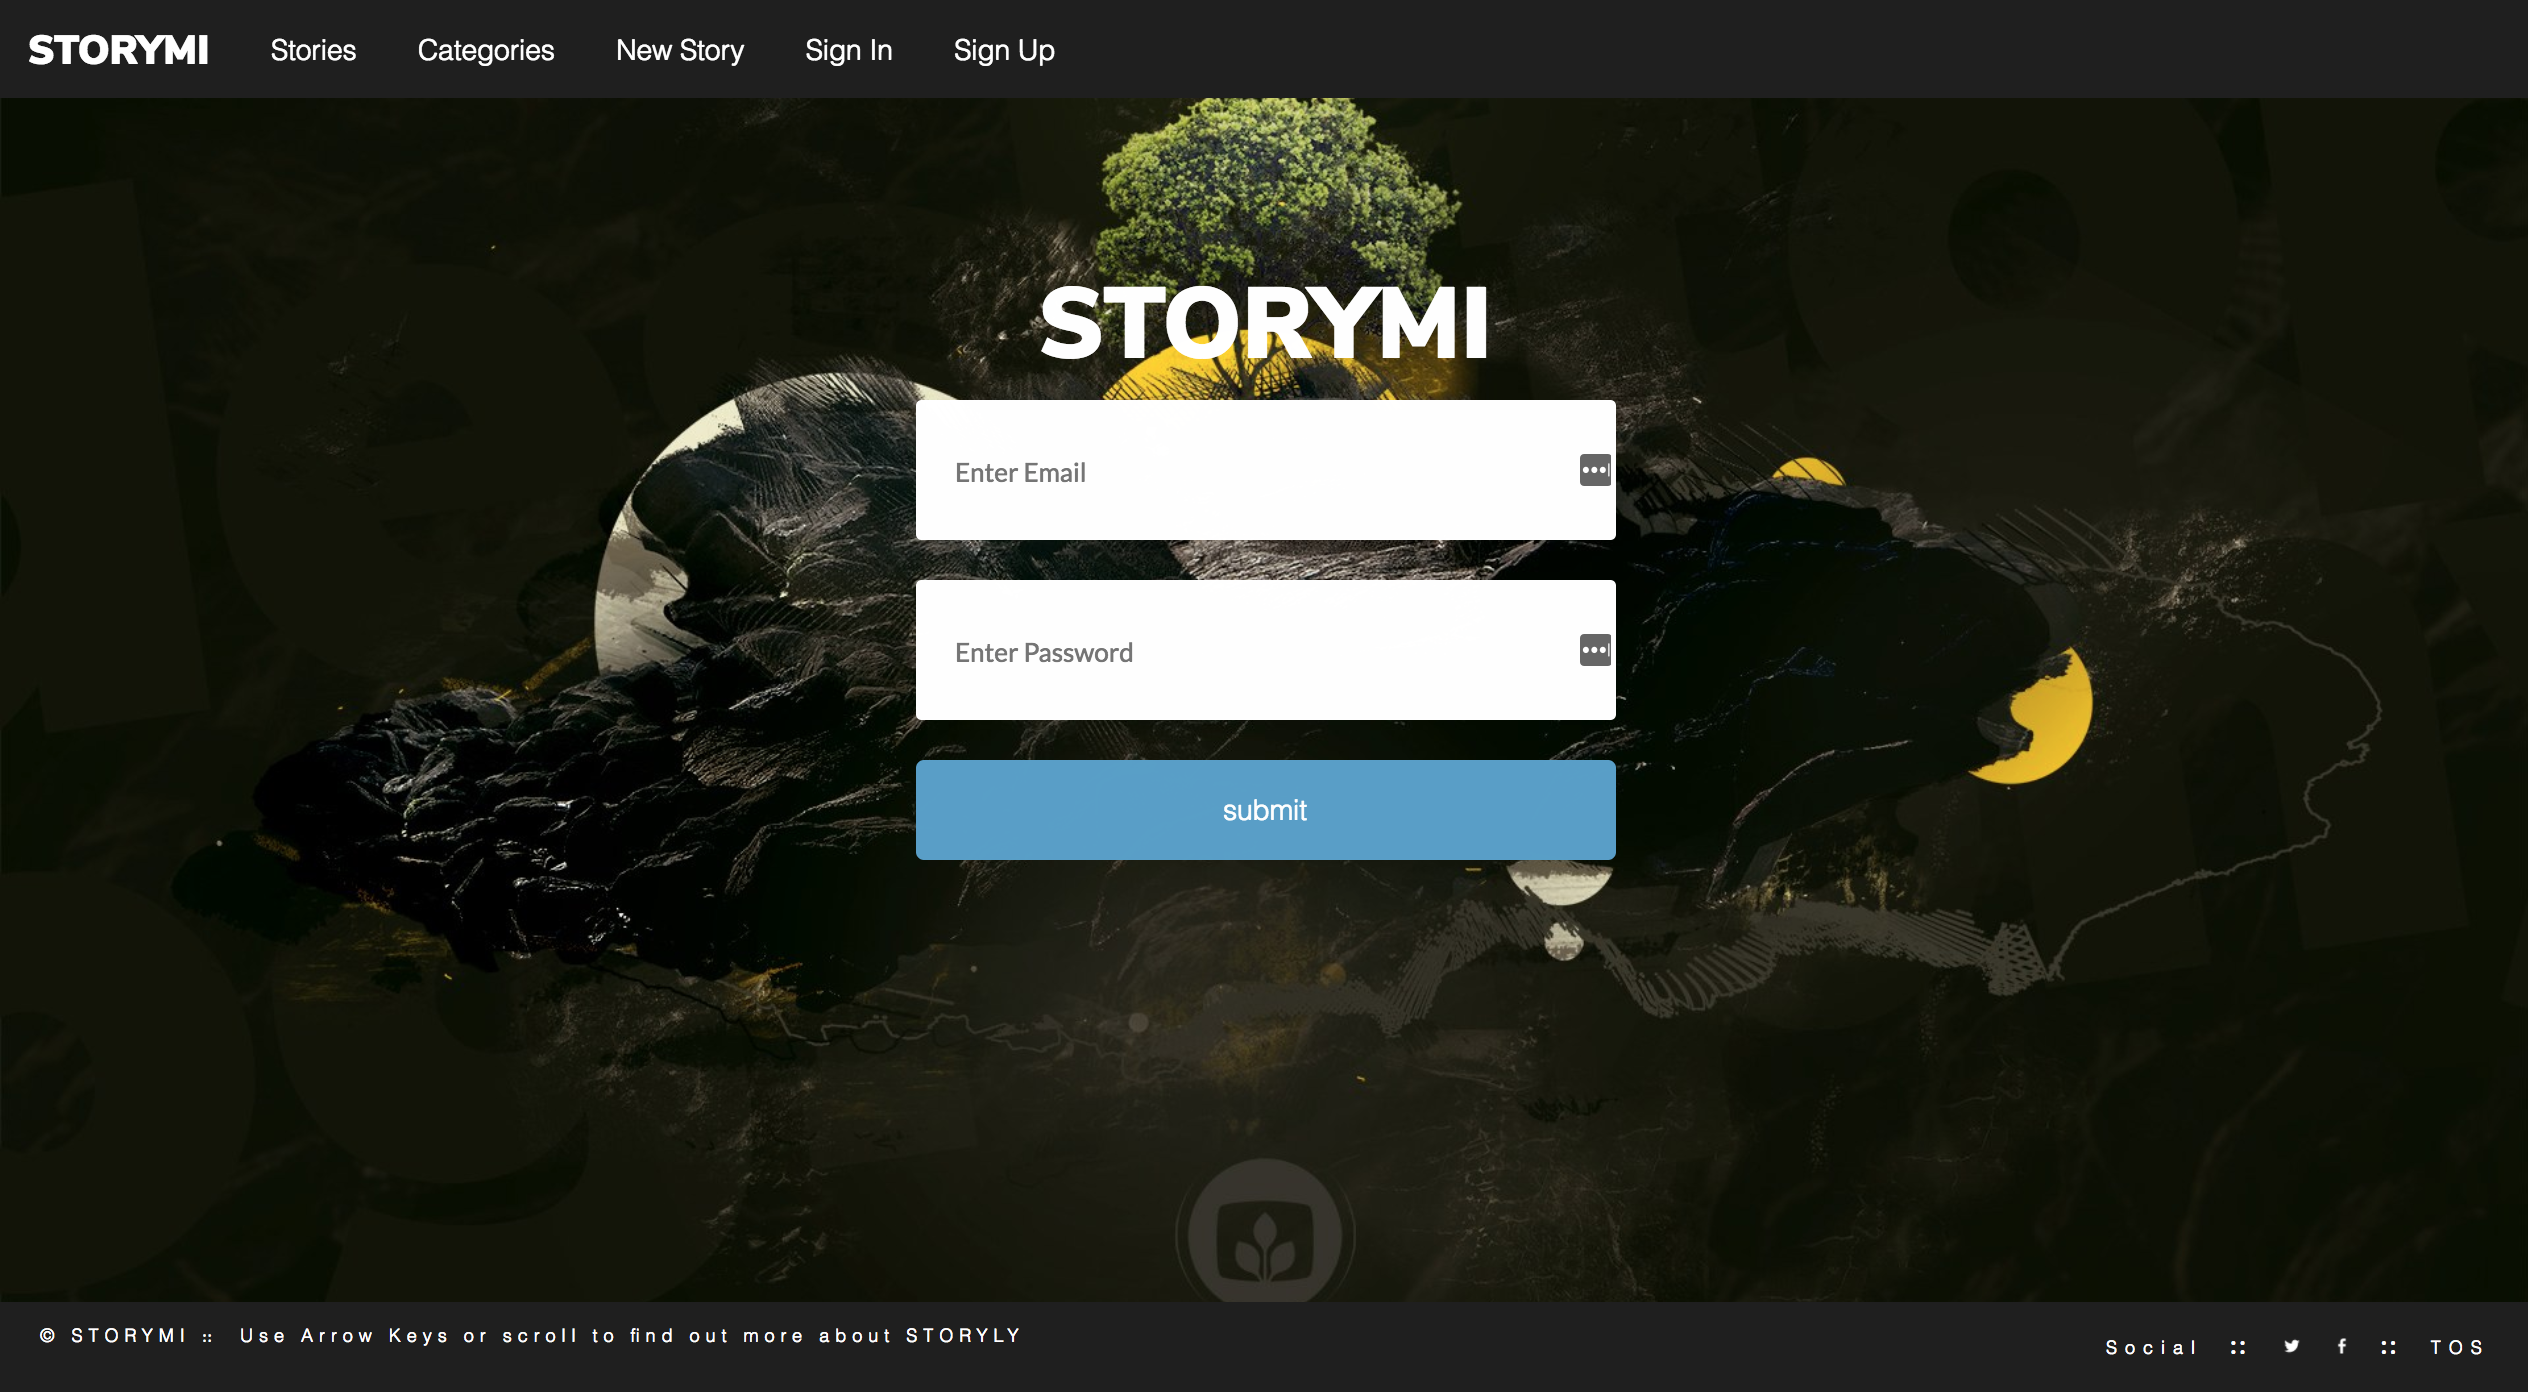 STORYMI Stories Categories New Story Sign In Sign Up
STORYMI
Enter Email
Enter Password
submit
© STORYMI :: Use Arrow Keys or scroll to find out more about STORYLY
Social :: :: TOS